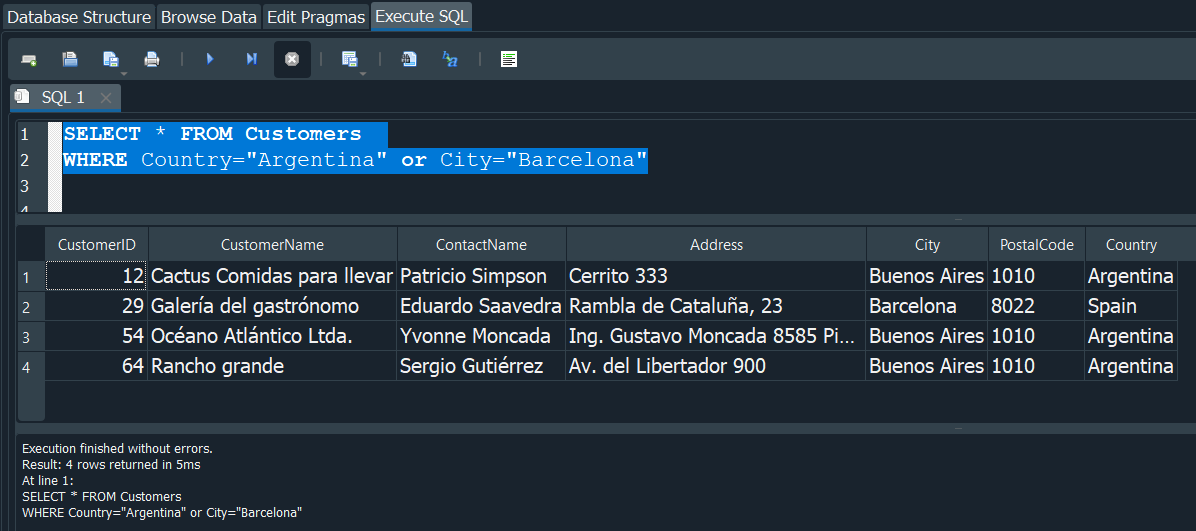 Database Structure Browse Data Edit Pragmas Execute SQL
SQL 1
1 SELECT * FROM Customers
2 WHERE Country="Argentina" or City="Barcelona"
3
4
CustomerID CustomerName ContactName Address City PostalCode Country
1 12 Cactus Comidas para llevar Patricio Simpson Cerrito 333 Buenos Aires 1010 Argentina
2 29 Galería del gastrónomo Eduardo Saavedra Rambla de Cataluña, 23 Barcelona 8022 Spain
3 54 Océano Atlántico Ltda. Yvonne Moncada Ing. Gustavo Moncada 8585 Pi... Buenos Aires 1010 Argentina
4 64 Rancho grande Sergio Gutiérrez Av. del Libertador 900 Buenos Aires 1010 Argentina
Execution finished without errors.
Result: 4 rows returned in 5ms
At line 1:
SELECT * FROM Customers
WHERE Country="Argentina" or City="Barcelona"